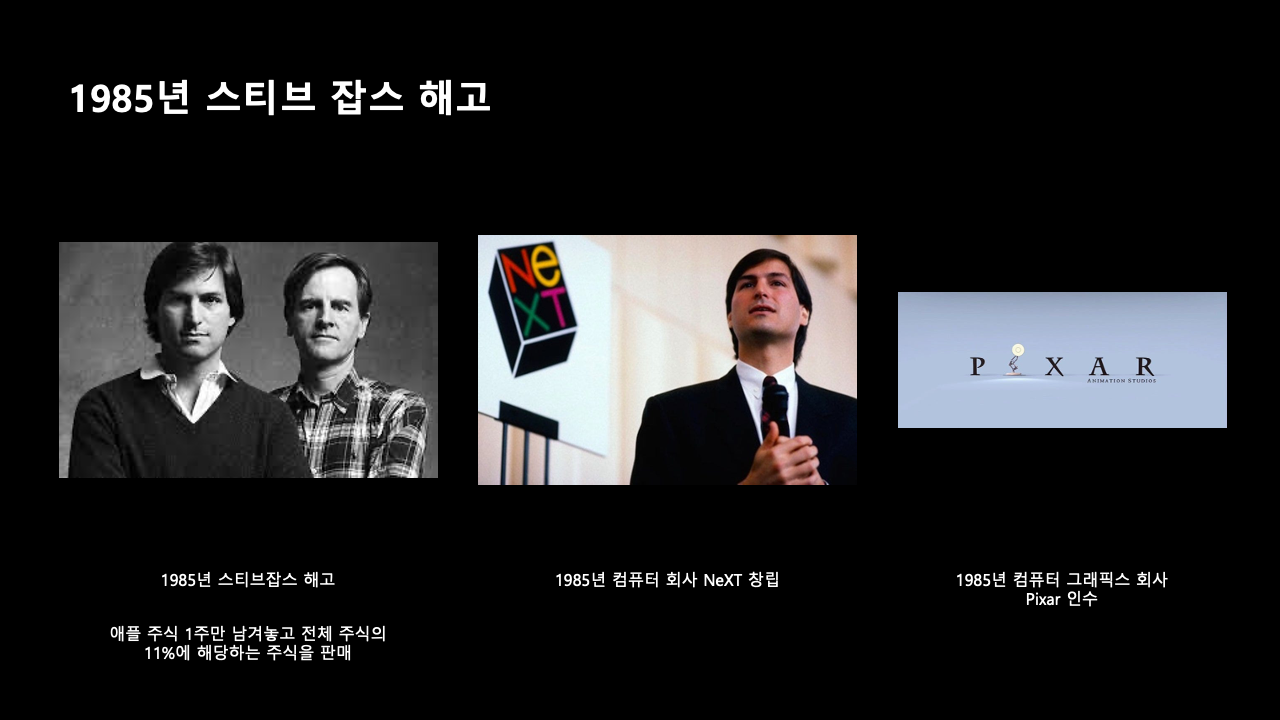 1985년 스티브 잡스 해고
NeXT
PIXAR
ANIMATION STUDIOS
1985년 스티브잡스 해고
애플 주식 1주만 남겨놓고 전체 주식의
11%에 해당하는 주식을 판매
1985년 컴퓨터 회사 NeXT 창립
1985년 컴퓨터 그래픽스 회사
Pixar 인수